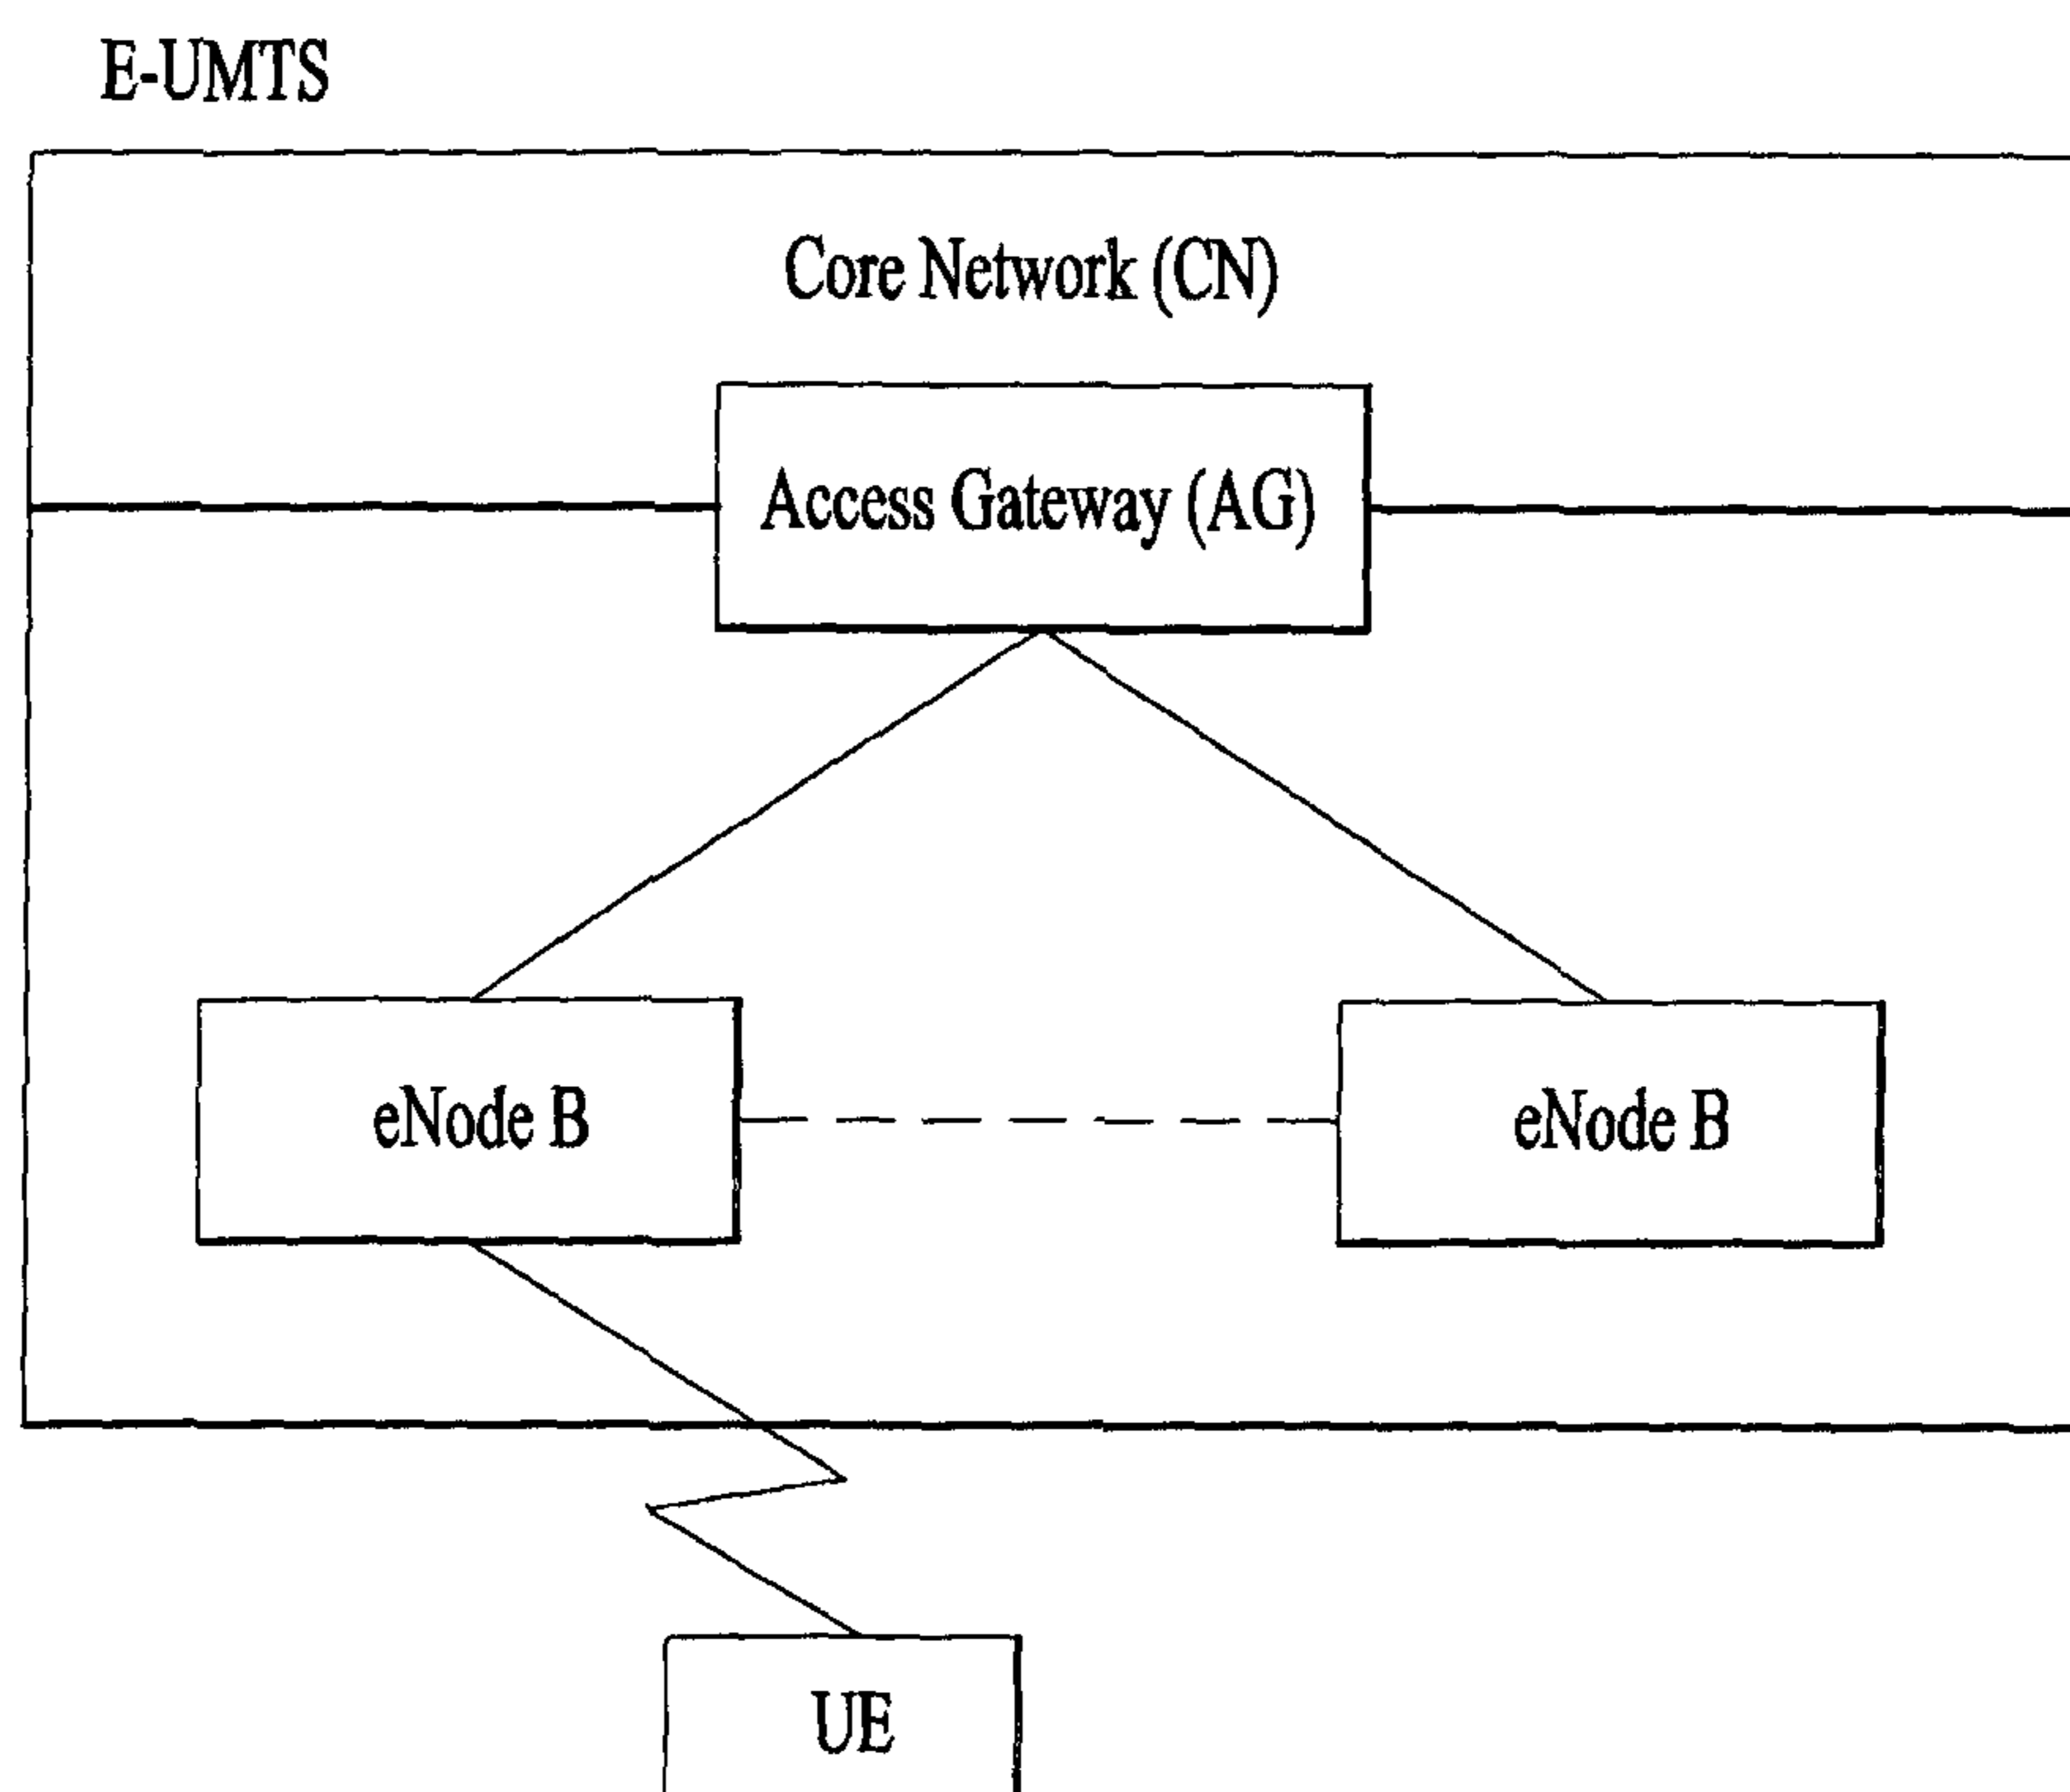 E-UMTS
Core Network (CN)
Access Gateway (AG)
eNode B
eNode B
UE